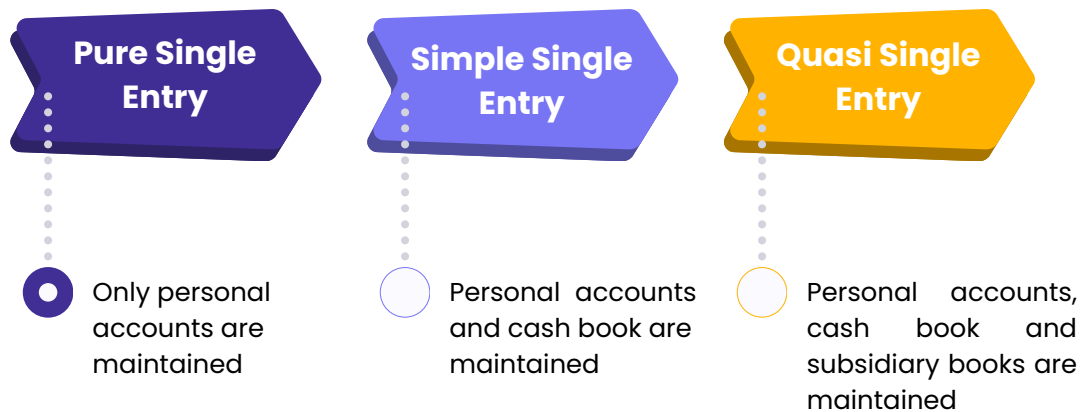 Pure Single
Entry
Simple Single
Entry
Quasi Single
Entry
Only personal
accounts are
maintained
Personal accounts
and cash book are
maintained
Personal accounts,
cash book and
subsidiary books are
maintained